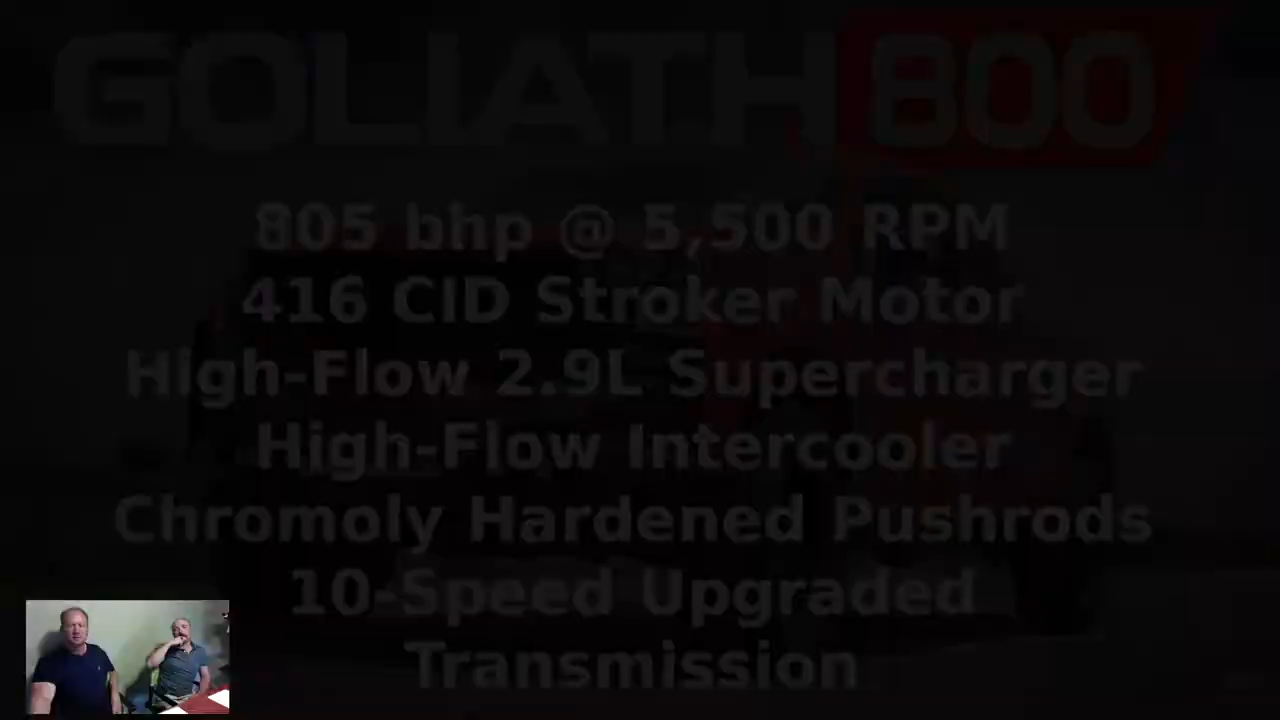 GOLIATH 800
805 bhp @ 5,500 RPM
416 CID Stroker Motor
High-Flow 2.9L Supercharger
High-Flow Intercooler
Chromoly Hardened Pushrods
10-Speed Upgraded
Transmission